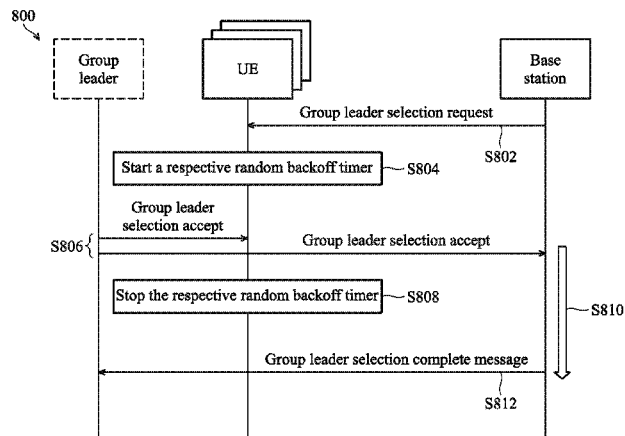 800
Group
leader
UE
Base
station
Group leader selection request
S802
Start a respective random backoff timer
S804
Group leader
selection accept
S806
Group leader selection accept
Stop the respective random backoff timer
S808
S810
Group leader selection complete message
S812